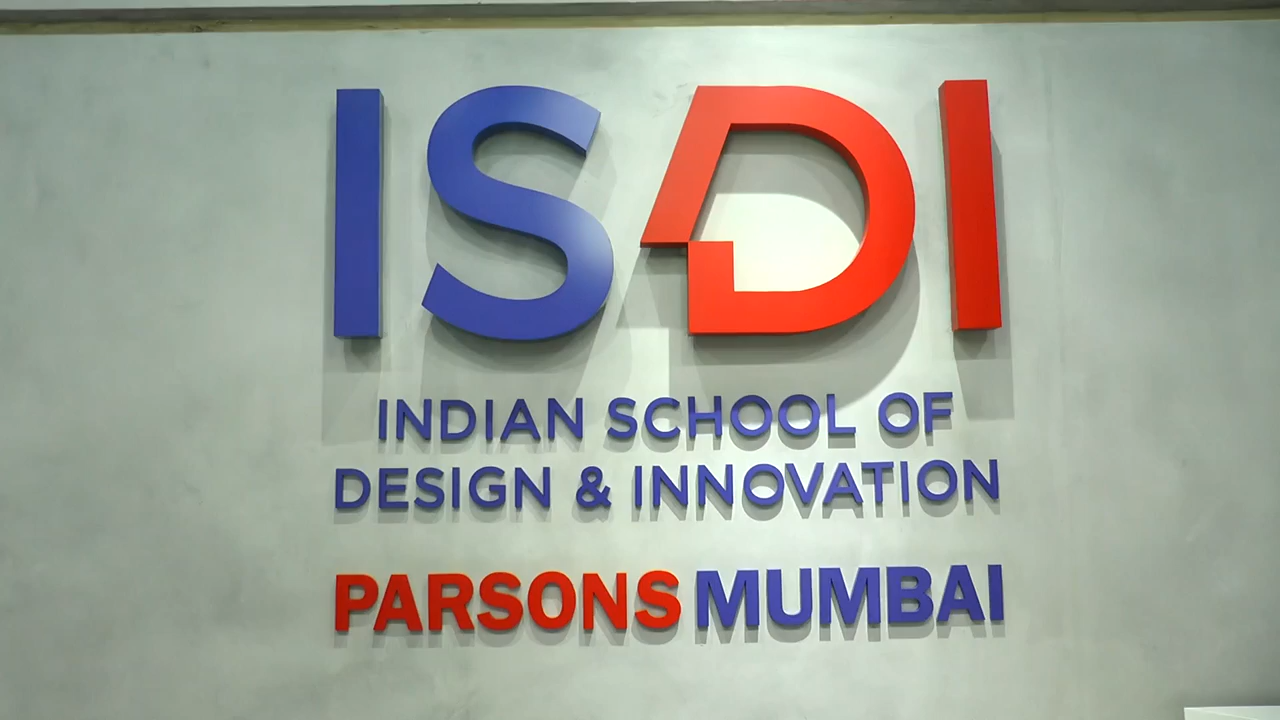 ISDI
INDIAN SCHOOL OF
DESIGN & INNOVATION
PARSONS MUMBAI